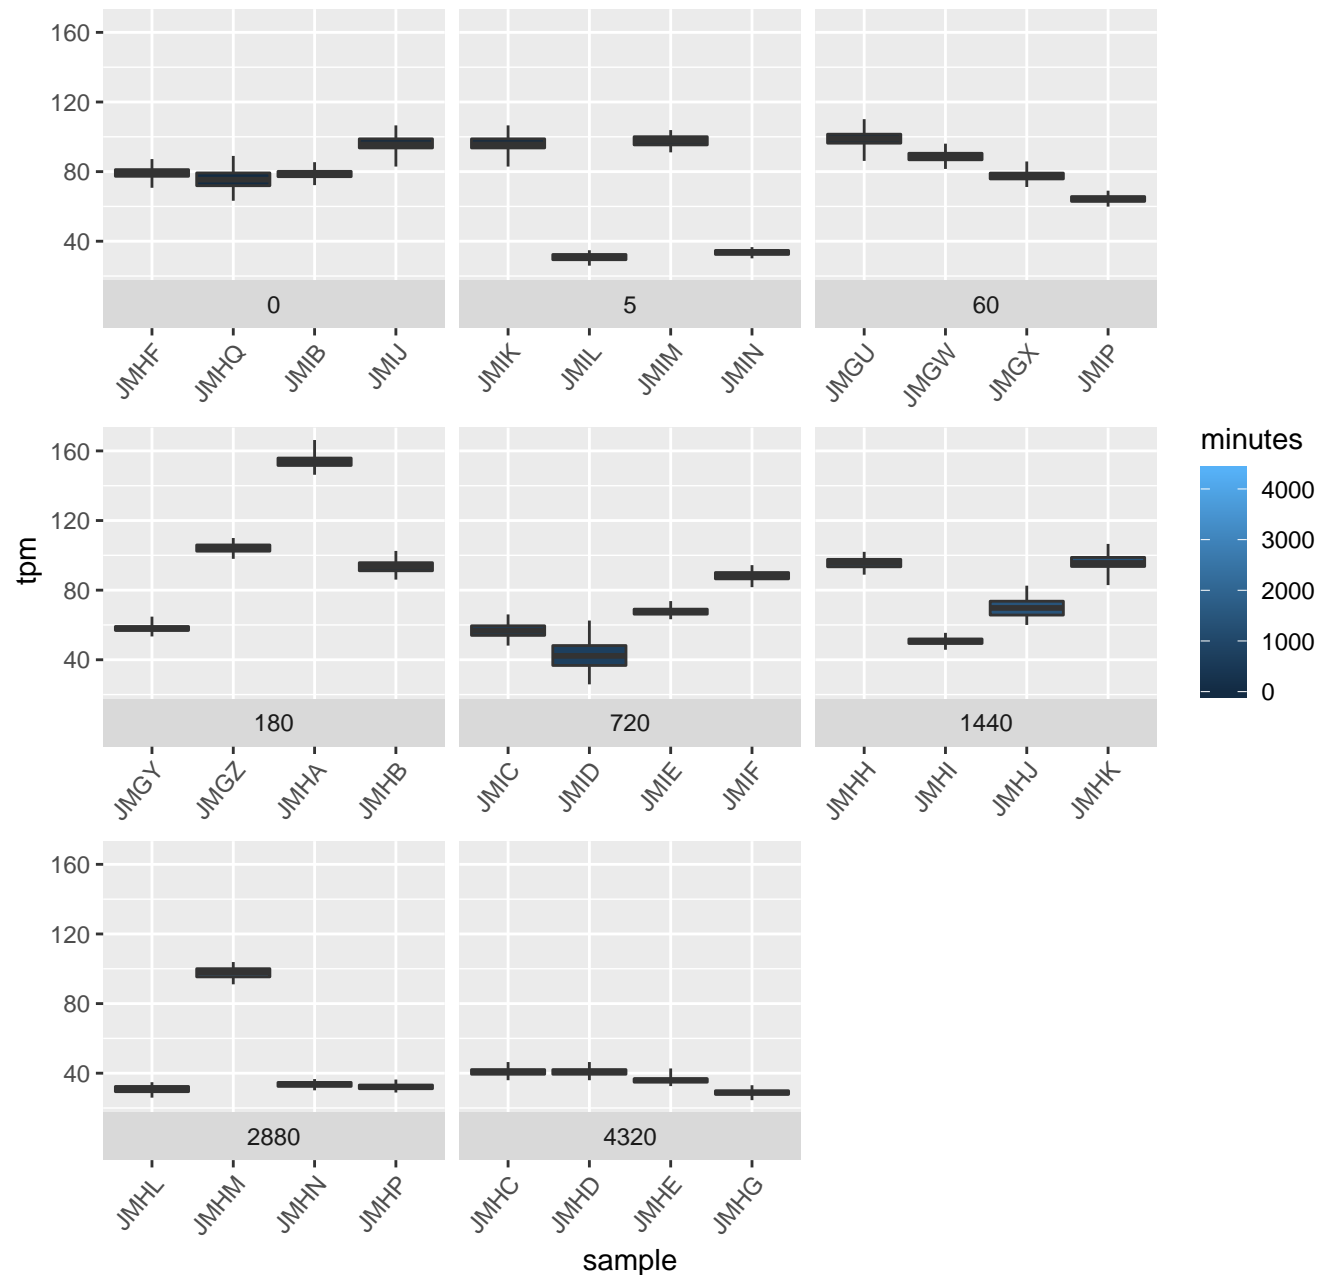 160
120
80
40
0
5
60
JMHF
JMHQ
JMIB
JMIJ
JMIK
JMIL
JMIM
JMIN
JMGU
JMGW
JMGX
JMIP
160
120
80
40
tpm
180
720
1440
JMGY
JMGZ
JMHA
JMHB
JMIC
JMID
JMIE
JMIF
JMHH
JMHI
JMHJ
JMHK
minutes
4000
3000
2000
1000
0
160
120
80
40
2880
4320
JMHL
JMHM
JMHN
JMHP
JMHC
JMHD
JMHE
JMHG
sample